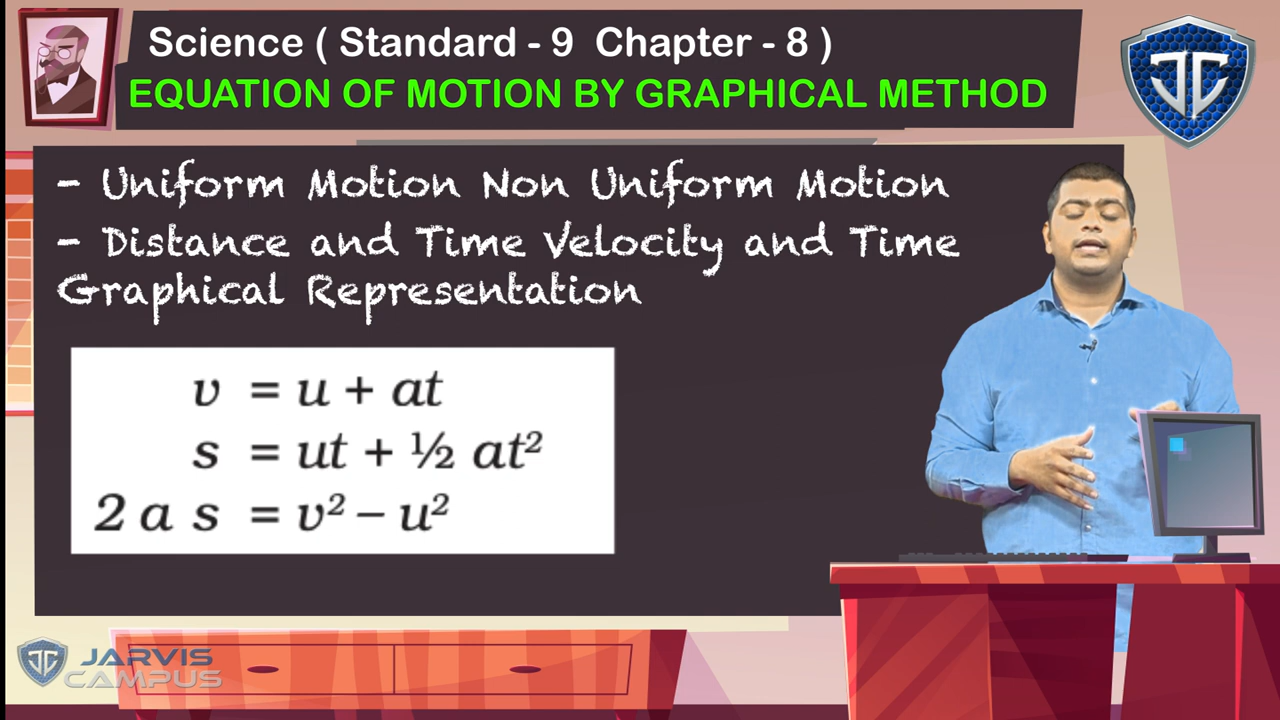 Science ( Standard - 9 Chapter - 8 )
EQUATION OF MOTION BY GRAPHICAL METHOD
JC
- Uniform Motion Non Uniform Motion
- Distance and Time Velocity and Time
Graphical Representation
v = u + at
s = ut + ½ at²
2 a s = v² – u²
JC JARVIS
CAMPUS